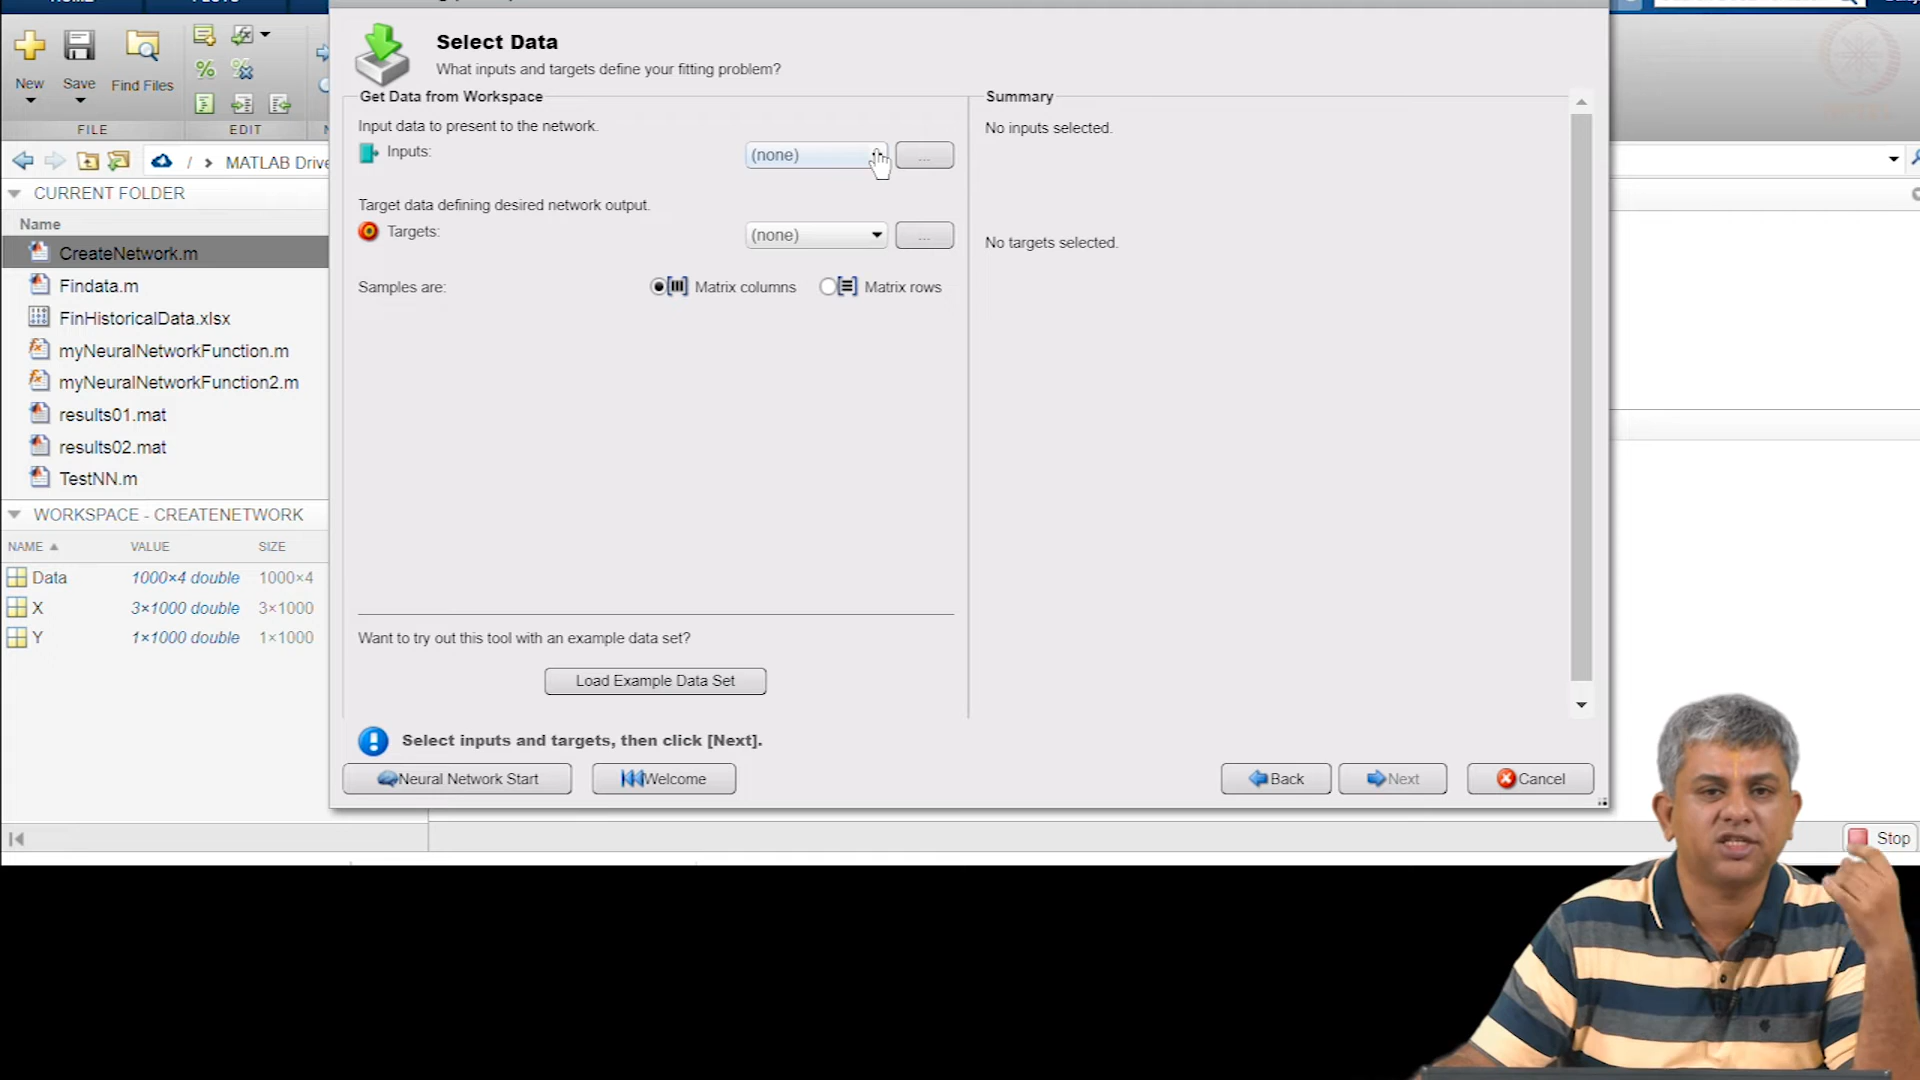 Select Data
What inputs and targets define your fitting problem?
New
Save
Find Files
FILE
EDIT
Get Data from Workspace
Summary
Input data to present to the network.
No inputs selected.
Inputs:
(none)
...
/ > MATLAB Drive
CURRENT FOLDER
Target data defining desired network output.
Name
Targets:
(none)
...
No targets selected.
CreateNetwork.m
Samples are:
Matrix columns
Matrix rows
Findata.m
FinHistoricalData.xlsx
myNeuralNetworkFunction.m
myNeuralNetworkFunction2.m
results01.mat
results02.mat
TestNN.m
WORKSPACE - CREATENETWORK
NAME VALUE SIZE
Data 1000×4 double 1000×4
X 3×1000 double 3×1000
Y 1×1000 double 1×1000
Want to try out this tool with an example data set?
Load Example Data Set
Select inputs and targets, then click [Next].
Neural Network Start
Welcome
Back
Next
Cancel
Stop